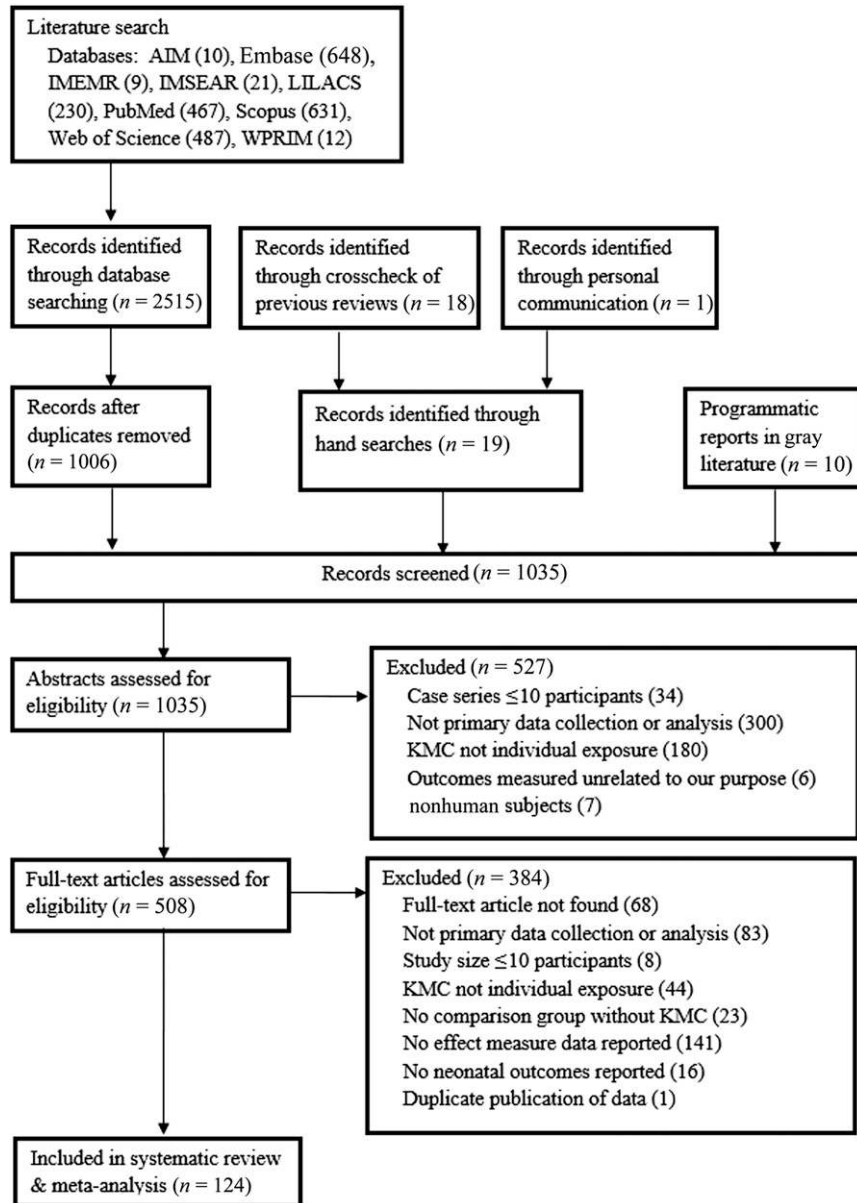 Literature search
Databases: AIM (10), Embase (648),
IMEMR (9), IMSEAR (21), LILACS
(230), PubMed (467), Scopus (631),
Web of Science (487), WPRIM (12)
Records identified
through database
searching (n = 2515)
Records identified
through crosscheck of
previous reviews (n = 18)
Records identified
through personal
communication (n = 1)
Records after
duplicates removed
(n = 1006)
Records identified through
hand searches (n = 19)
Programmatic
reports in gray
literature (n = 10)
Records screened (n = 1035)
Abstracts assessed for
eligibility (n = 1035)
Excluded (n = 527)
Case series ≤10 participants (34)
Not primary data collection or analysis (300)
KMC not individual exposure (180)
Outcomes measured unrelated to our purpose (6)
nonhuman subjects (7)
Full-text articles assessed for
eligibility (n = 508)
Excluded (n = 384)
Full-text article not found (68)
Not primary data collection or analysis (83)
Study size ≤10 participants (8)
KMC not individual exposure (44)
No comparison group without KMC (23)
No effect measure data reported (141)
No neonatal outcomes reported (16)
Duplicate publication of data (1)
Included in systematic review
& meta-analysis (n = 124)